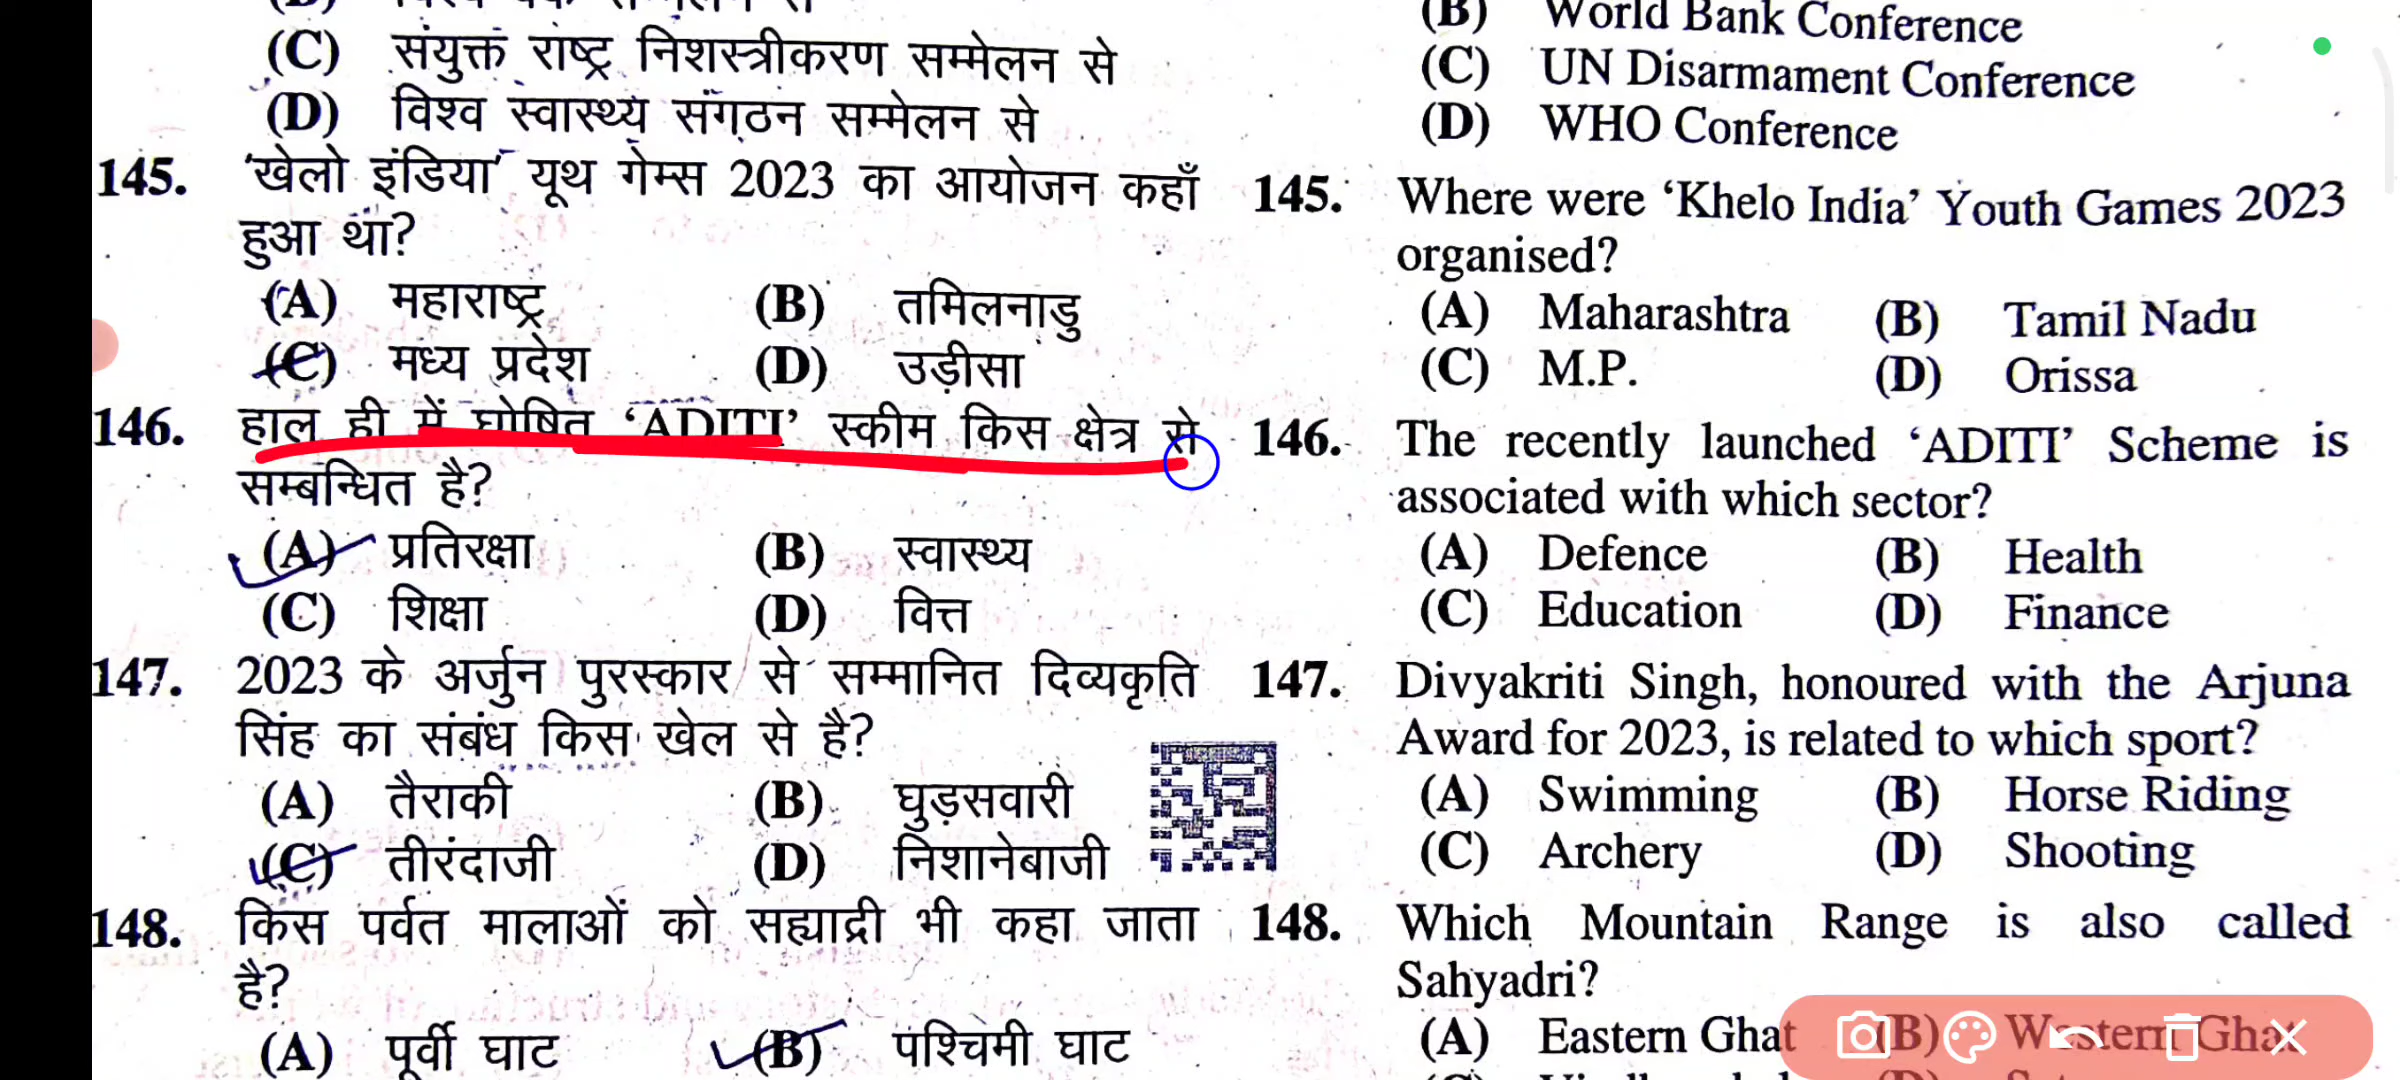 (C) संयुक्त राष्ट्र निशस्त्रीकरण सम्मेलन से
(D) विश्व स्वास्थ्य संगठन सम्मेलन से
145. 'खेलो इंडिया' यूथ गेम्स 2023 का आयोजन कहाँ
हुआ था?
(A) महाराष्ट्र (B) तमिलनाडु
(C) मध्य प्रदेश (D) उड़ीसा
146. हाल ही में घोषित 'ADITI' स्कीम किस क्षेत्र से
सम्बन्धित है?
(A) प्रतिरक्षा (B) स्वास्थ्य
(C) शिक्षा (D) वित्त
147. 2023 के अर्जुन पुरस्कार से सम्मानित दिव्यकृति
सिंह का संबंध किस खेल से है?
(A) तैराकी (B) घुड़सवारी
(C) तीरंदाजी (D) निशानेबाजी
148. किस पर्वत मालाओं को सह्याद्री भी कहा जाता
है?
(A) पूर्वी घाट (B) पश्चिमी घाट
(B) World Bank Conference
(C) UN Disarmament Conference
(D) WHO Conference
145. Where were 'Khelo India' Youth Games 2023
organised?
(A) Maharashtra (B) Tamil Nadu
(C) M.P. (D) Orissa
146. The recently launched 'ADITI' Scheme is
associated with which sector?
(A) Defence (B) Health
(C) Education (D) Finance
147. Divyakriti Singh, honoured with the Arjuna
Award for 2023, is related to which sport?
(A) Swimming (B) Horse Riding
(C) Archery (D) Shooting
148. Which Mountain Range is also called
Sahyadri?
(A) Eastern Ghat (B) Western Ghat